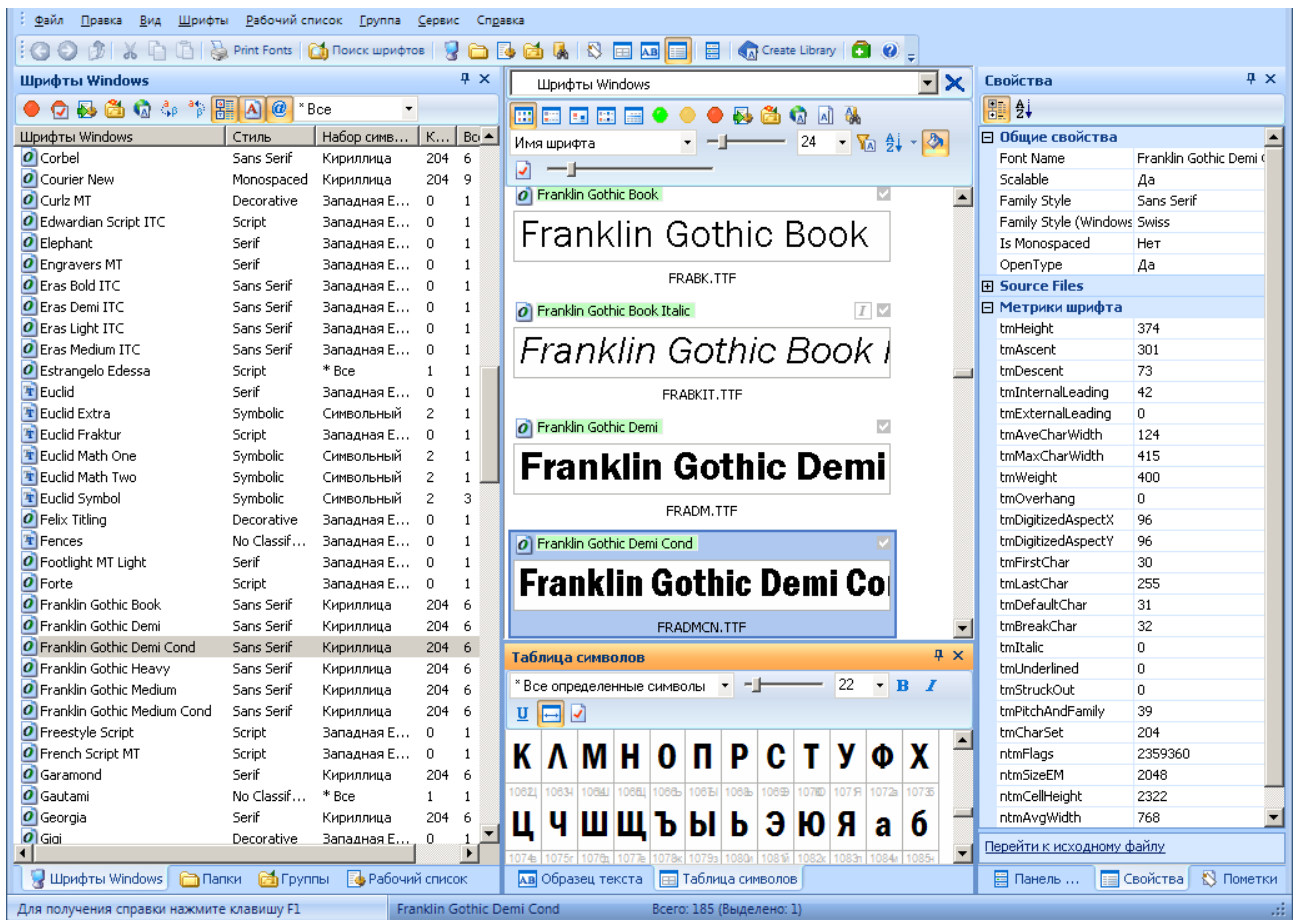 Файл Правка Вид Шрифты Рабочий список Группа Сервис Справка
Print Fonts Поиск шрифтов Create Library
Шрифты Windows
* Все
Шрифты Windows Стиль Набор симв... К... Вс
Corbel Sans Serif Кириллица 204 6
Courier New Monospaced Кириллица 204 9
Curlz MT Decorative Западная Е... 0 1
Edwardian Script ITC Script Западная Е... 0 1
Elephant Serif Западная Е... 0 1
Engravers MT Serif Западная Е... 0 1
Eras Bold ITC Sans Serif Западная Е... 0 1
Eras Demi ITC Sans Serif Западная Е... 0 1
Eras Light ITC Sans Serif Западная Е... 0 1
Eras Medium ITC Sans Serif Западная Е... 0 1
Estrangelo Edessa Script * Все 1 1
Euclid Serif Западная Е... 0 1
Euclid Extra Symbolic Символьный 2 1
Euclid Fraktur Script Западная Е... 0 1
Euclid Math One Symbolic Символьный 2 1
Euclid Math Two Symbolic Символьный 2 1
Euclid Symbol Symbolic Символьный 2 3
Felix Titling Decorative Западная Е... 0 1
Fences No Classif... Западная Е... 0 1
Footlight MT Light Serif Западная Е... 0 1
Forte Script Западная Е... 0 1
Franklin Gothic Book Sans Serif Кириллица 204 6
Franklin Gothic Demi Sans Serif Кириллица 204 6
Franklin Gothic Demi Cond Sans Serif Кириллица 204 6
Franklin Gothic Heavy Sans Serif Кириллица 204 6
Franklin Gothic Medium Sans Serif Кириллица 204 6
Franklin Gothic Medium Cond Sans Serif Кириллица 204 6
Freestyle Script Script Западная Е... 0 1
French Script MT Script Западная Е... 0 1
Garamond Serif Кириллица 204 6
Gautami No Classif... * Все 1 1
Georgia Serif Кириллица 204 6
Gigi Decorative Западная Е... 0 1
Шрифты Windows Папки Группы Рабочий список
Шрифты Windows
Имя шрифта 24
Franklin Gothic Book
Franklin Gothic Book
FRABK.TTF
Franklin Gothic Book Italic
Franklin Gothic Book I
FRABKIT.TTF
Franklin Gothic Demi
Franklin Gothic Demi
FRADM.TTF
Franklin Gothic Demi Cond
Franklin Gothic Demi Co
FRADMCN.TTF
Таблица символов
* Все определенные символы 22 B I
U
К Л М Н О П Р С Т У Ф Х
Ц Ч Ш Щ Ъ Ы Ь Э Ю Я а б
Образец текста Таблица символов
Свойства
Общие свойства
Font Name Franklin Gothic Demi
Scalable Да
Family Style Sans Serif
Family Style (Windows Swiss
Is Monospaced Нет
OpenType Да
Source Files
Метрики шрифта
tmHeight 374
tmAscent 301
tmDescent 73
tmInternalLeading 42
tmExternalLeading 0
tmAveCharWidth 124
tmMaxCharWidth 415
tmWeight 400
tmOverhang 0
tmDigitizedAspectX 96
tmDigitizedAspectY 96
tmFirstChar 30
tmLastChar 255
tmDefaultChar 31
tmBreakChar 32
tmItalic 0
tmUnderlined 0
tmStruckOut 0
tmPitchAndFamily 39
tmCharSet 204
ntmFlags 2359360
ntmSizeEM 2048
ntmCellHeight 2322
ntmAvgWidth 768
Перейти к исходному файлу
Панель ... Свойства Пометки
Для получения справки нажмите клавишу F1 Franklin Gothic Demi Cond Всего: 185 (Выделено: 1)